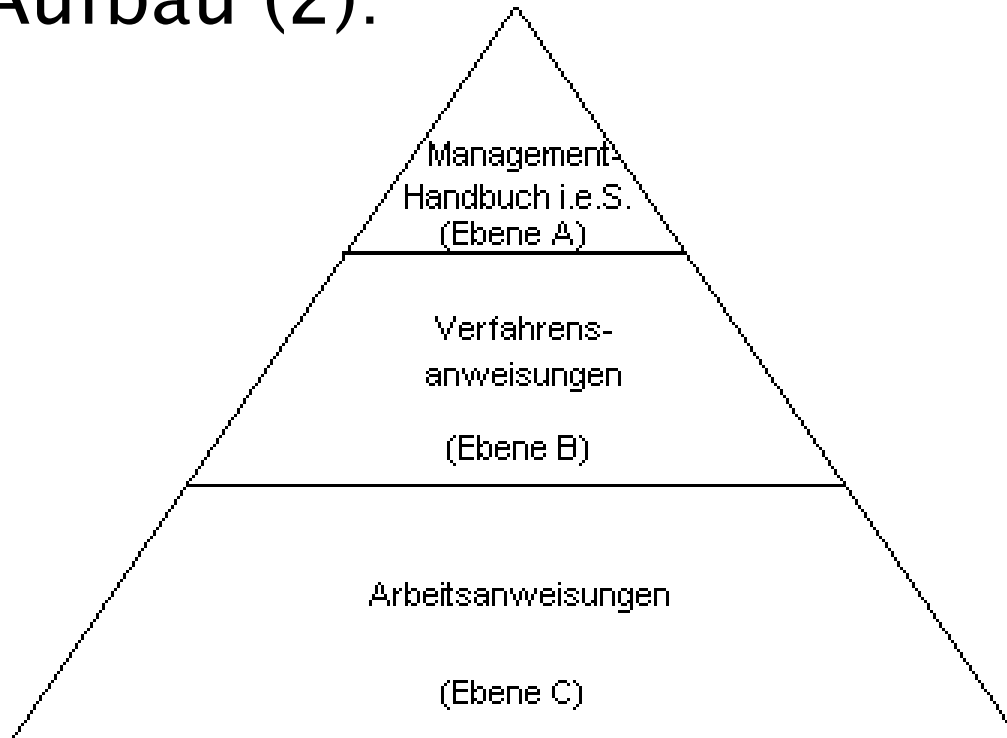 Aufbau (2):
Management-
Handbuch i.e.S.
(Ebene A)
Verfahrens-
anweisungen
(Ebene B)
Arbeitsanweisungen
(Ebene C)